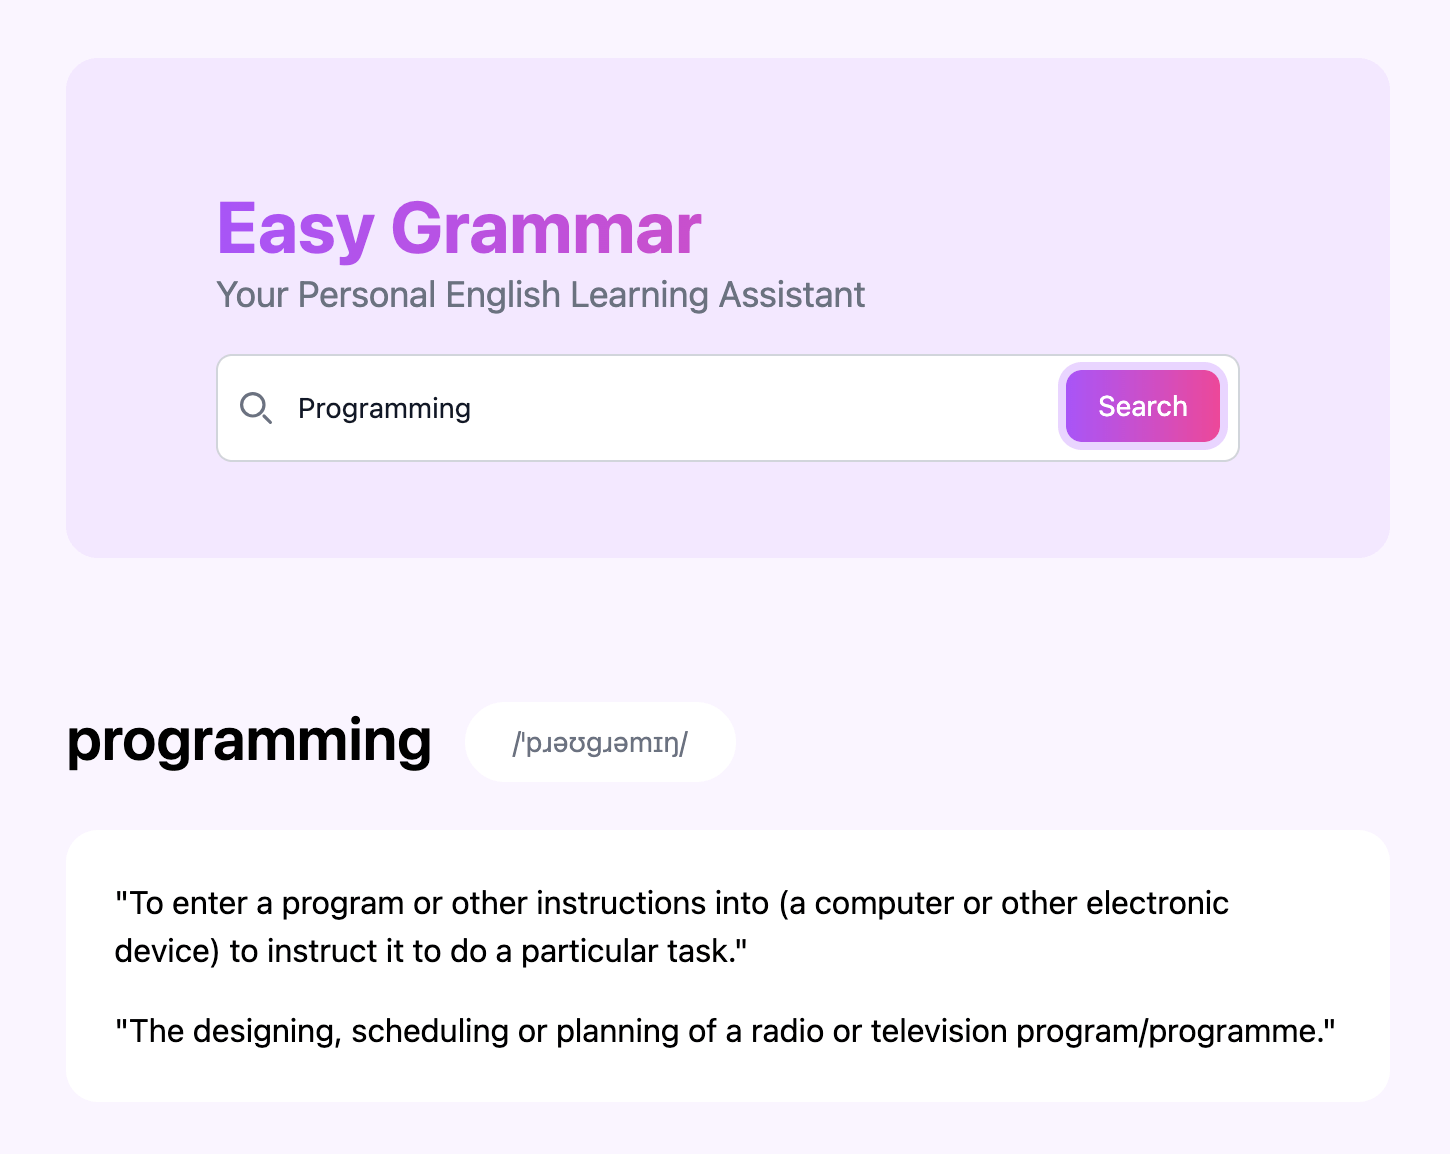 Easy Grammar
Your Personal English Learning Assistant
Programming
Search
programming
/ˈpɹəʊɡɹəmɪŋ/
"To enter a program or other instructions into (a computer or other electronic
device) to instruct it to do a particular task."
"The designing, scheduling or planning of a radio or television program/programme."